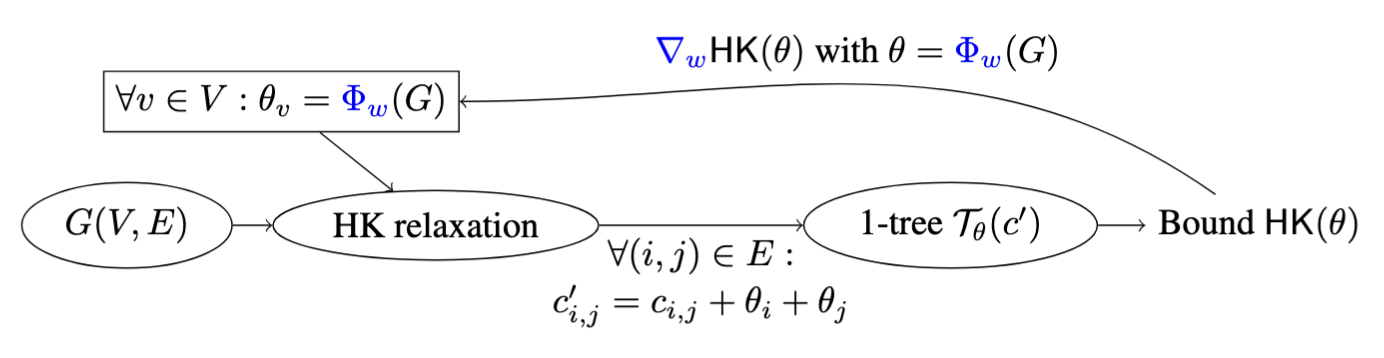 ∇_w HK(θ) with θ = Φ_w(G)
∀v ∈ V : θ_v = Φ_w(G)
G(V, E)
HK relaxation
∀(i, j) ∈ E :
c′_{i,j} = c_{i,j} + θ_i + θ_j
1-tree 𝒯_θ(c′)
Bound HK(θ)